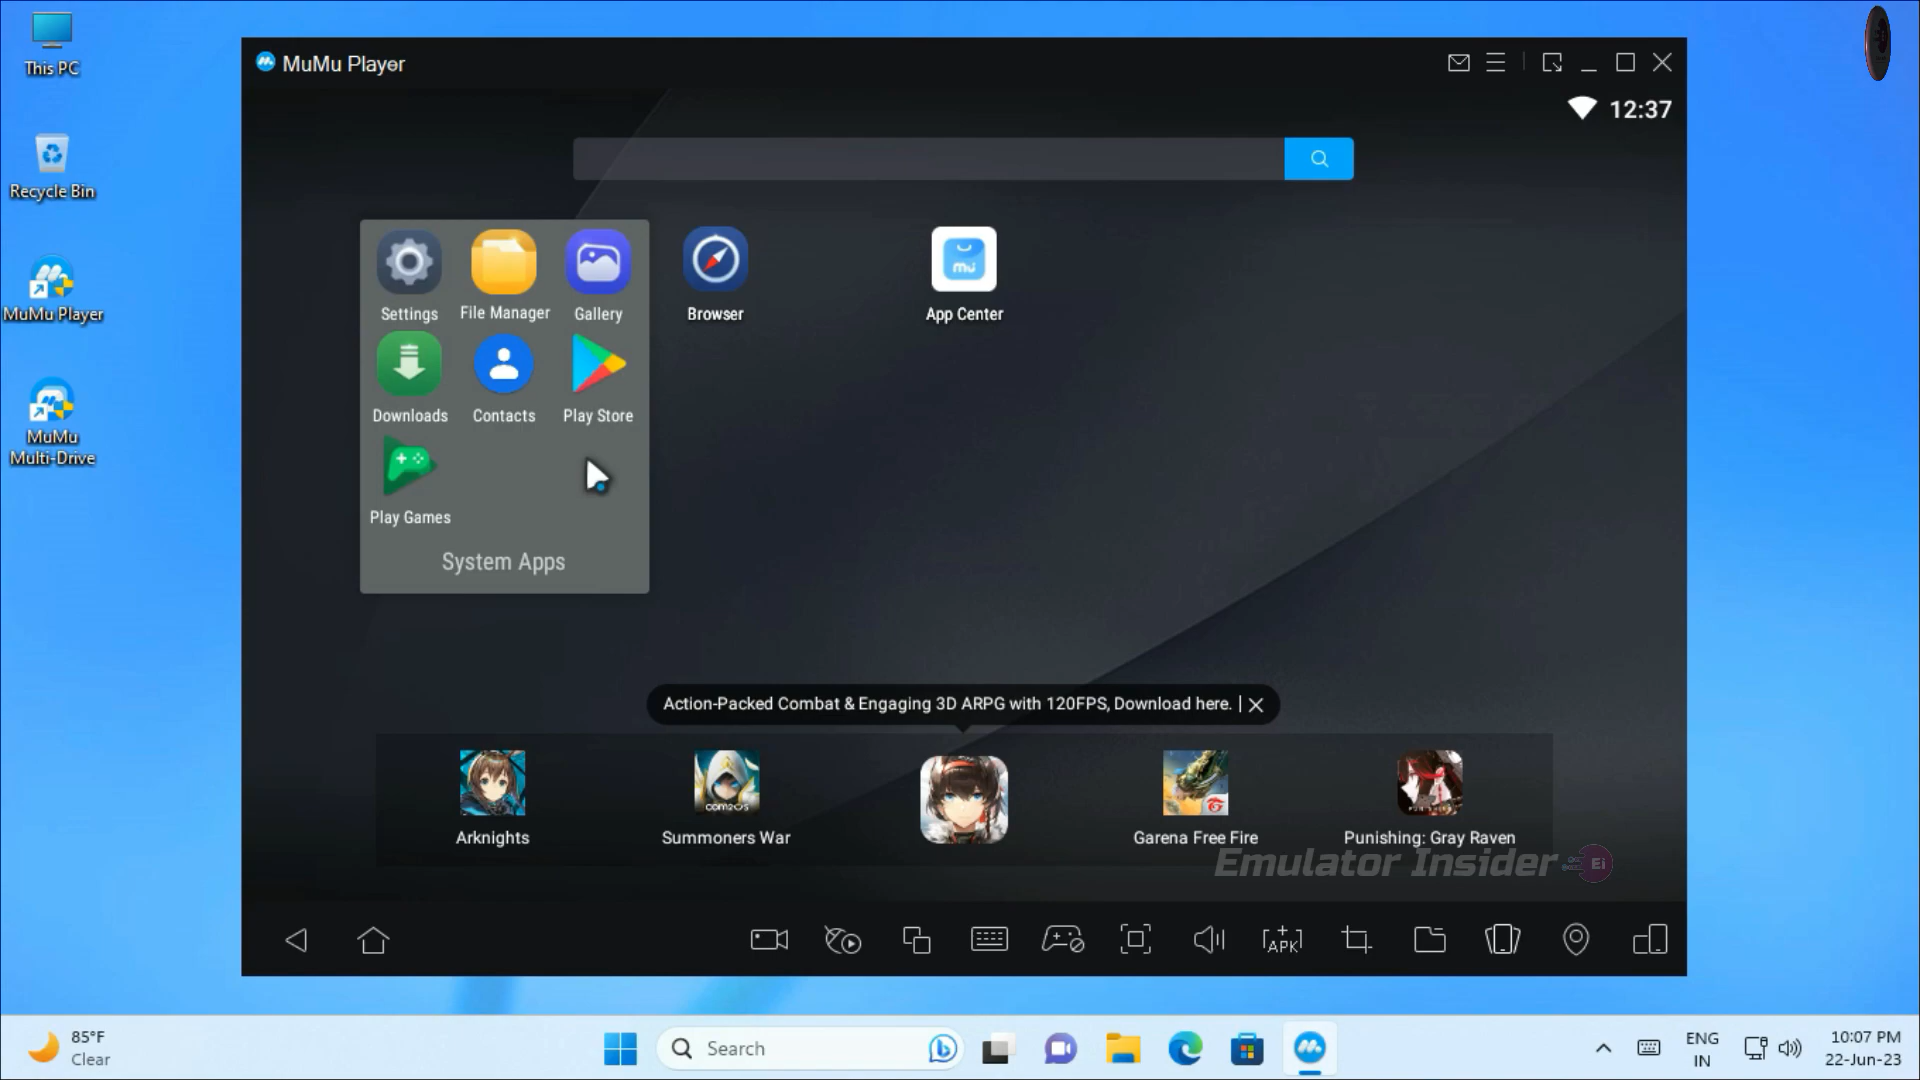 This PC
Recycle Bin
MuMu Player
MuMu
Multi-Drive
MuMu Player
12:37
mu
Settings
File Manager
Gallery
Browser
App Center
Downloads
Contacts
Play Store
Play Games
System Apps
Action-Packed Combat & Engaging 3D ARPG with 120FPS, Download here. |
COM2US
Arknights
Summoners War
Garena Free Fire
Punishing: Gray Raven
Emulator Insider
Ei
APK
85°F
Clear
Search
ENG
IN
10:07 PM
22-Jun-23